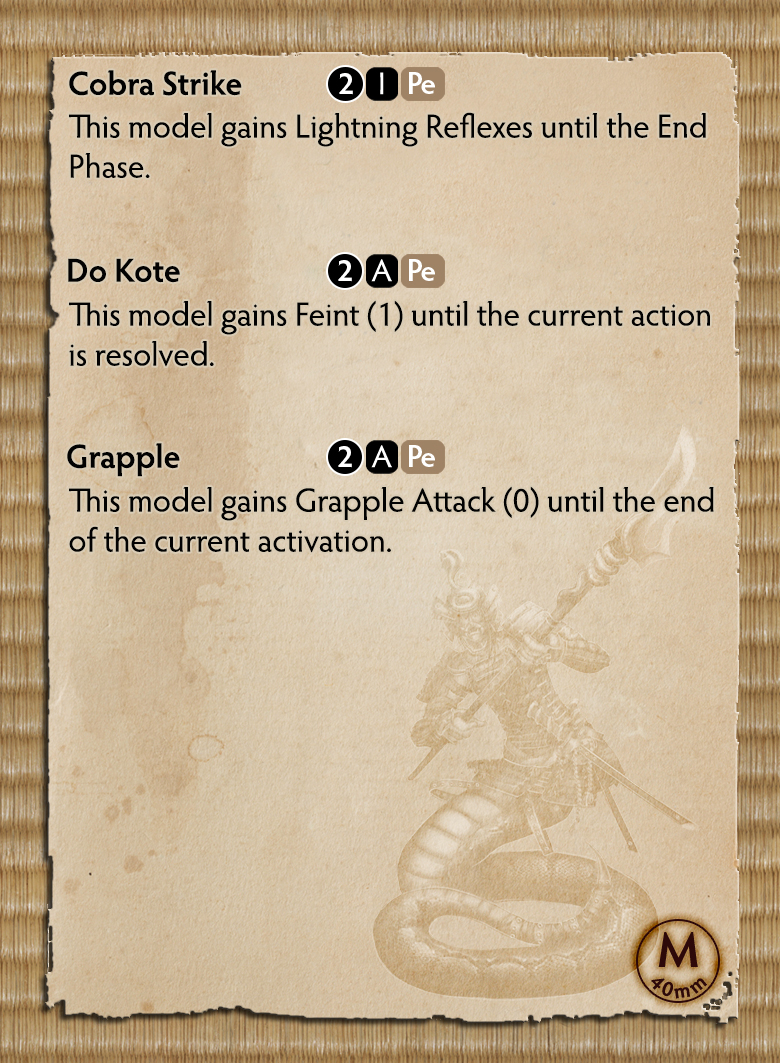 Cobra Strike 2 I Pe
This model gains Lightning Reflexes until the End
Phase.
Do Kote 2 A Pe
This model gains Feint (1) until the current action
is resolved.
Grapple 2 A Pe
This model gains Grapple Attack (0) until the end
of the current activation.
M
40mm